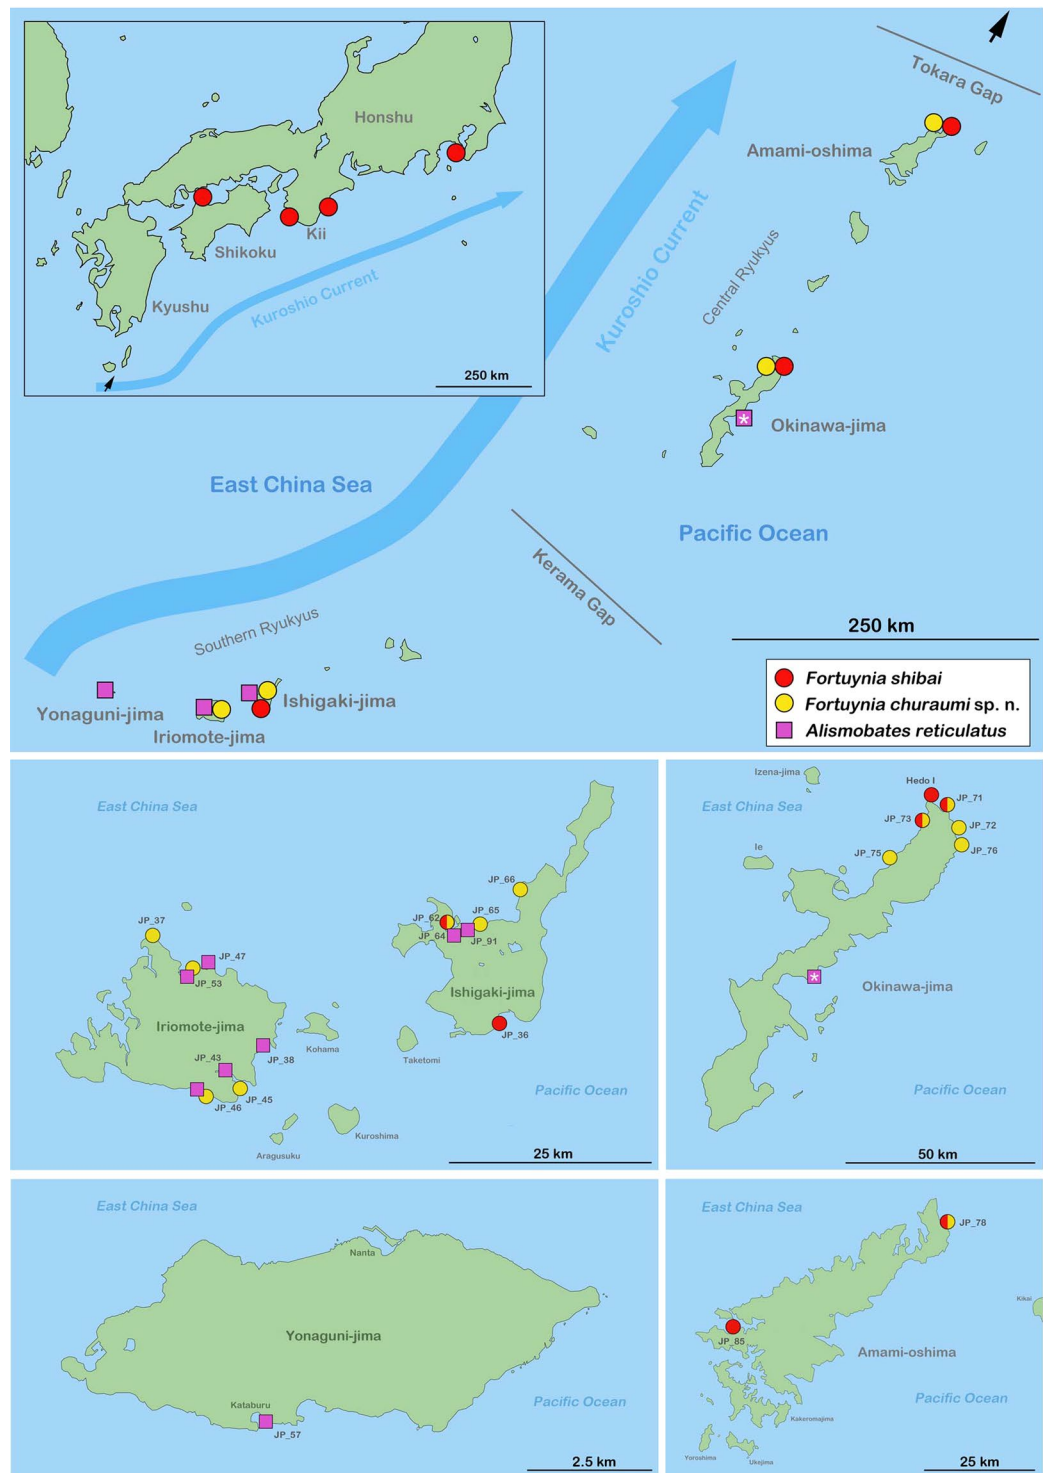 Honshu
Kii
Shikoku
Kyushu
Kuroshio Current
250 km
Tokara Gap
Amami-oshima
Kuroshio Current
Central Ryukyus
Okinawa-jima
East China Sea
Pacific Ocean
Kerama Gap
Southern Ryukyus
250 km
Yonaguni-jima
Iriomote-jima
Ishigaki-jima
Fortuynia shibai
Fortuynia churaumi sp. n.
Alismobates reticulatus
East China Sea
JP_66
JP_37
JP_62
JP_65
JP_64
JP_91
JP_47
JP_53
Ishigaki-jima
Iriomote-jima
JP_36
Kohama
Taketomi
JP_38
JP_43
JP_45
JP_46
Pacific Ocean
Kuroshima
Aragusuku
25 km
Izena-jima
Hedo I
East China Sea
JP_71
JP_73
JP_72
JP_76
Ie
JP_75
Okinawa-jima
Pacific Ocean
50 km
East China Sea
Nanta
Yonaguni-jima
Kataburu
JP_57
Pacific Ocean
2.5 km
East China Sea
JP_78
Kikai
JP_85
Amami-oshima
Pacific Ocean
Kakeromajima
Yoroshima
Ukejima
25 km